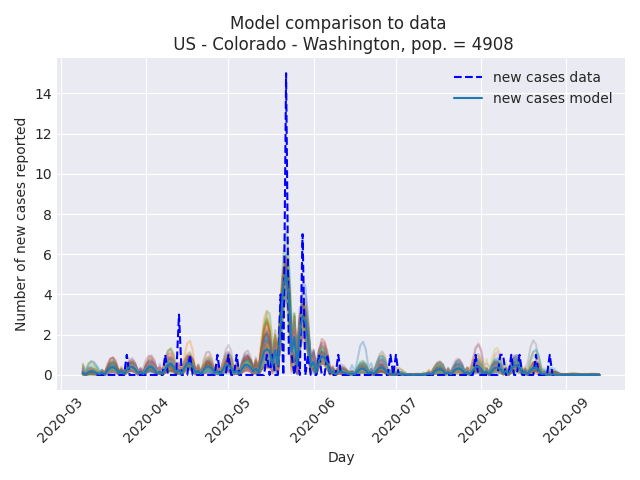 Model comparison to data
US - Colorado - Washington, pop. = 4908
new cases data
new cases model
Number of new cases reported
14
12
10
8
6
4
2
0
2020-03
2020-04
2020-05
2020-06
2020-07
2020-08
2020-09
Day